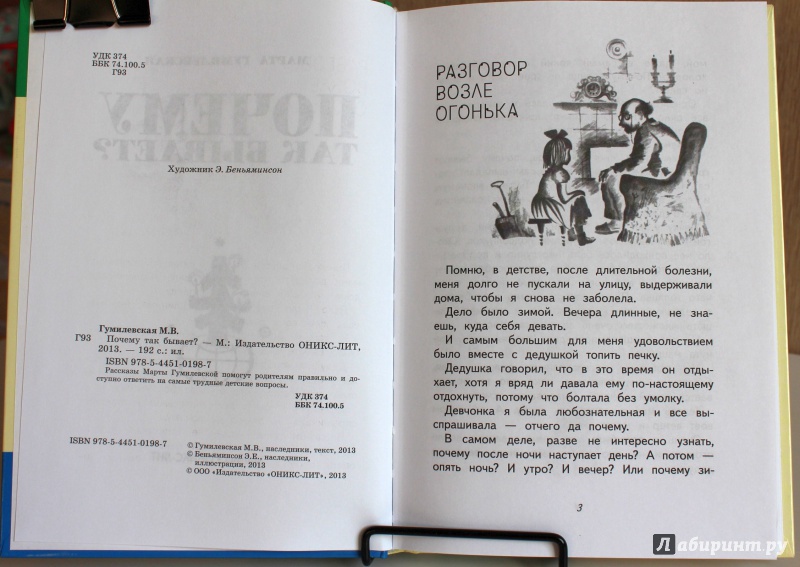 УДК 374
ББК 74.100.5
Г93
Художник Э. Беньяминсон
Гумилевская М.В.
Г93 Почему так бывает? — М.: Издательство ОНИКС-ЛИТ,
2013. — 192 с.: ил.
ISBN 978-5-4451-0198-7
Рассказы Марты Гумилевской помогут родителям правильно и до-
ступно ответить на самые трудные детские вопросы.
УДК 374
ББК 74.100.5
ISBN 978-5-4451-0198-7
© Гумилевская М.В., наследники, текст, 2013
© Беньяминсон Э.Е., наследники,
иллюстрации, 2013
© ООО «Издательство «ОНИКС-ЛИТ», 2013
РАЗГОВОР
ВОЗЛЕ
ОГОНЬКА
Помню, в детстве, после длительной болезни,
меня долго не пускали на улицу, выдерживали
дома, чтобы я снова не заболела.
Дело было зимой. Вечера длинные, не зна-
ешь, куда себя девать.
И самым большим для меня удовольствием
было вместе с дедушкой топить печку.
Дедушка говорил, что в это время он отды-
хает, хотя я вряд ли давала ему по-настоящему
отдохнуть, потому что болтала без умолку.
Девчонка я была любознательная и все вы-
спрашивала — отчего да почему.
В самом деле, разве не интересно узнать,
почему после ночи наступает день? А потом —
опять ночь? И утро? И вечер? Или почему зи-
3
Лабиринт.ру